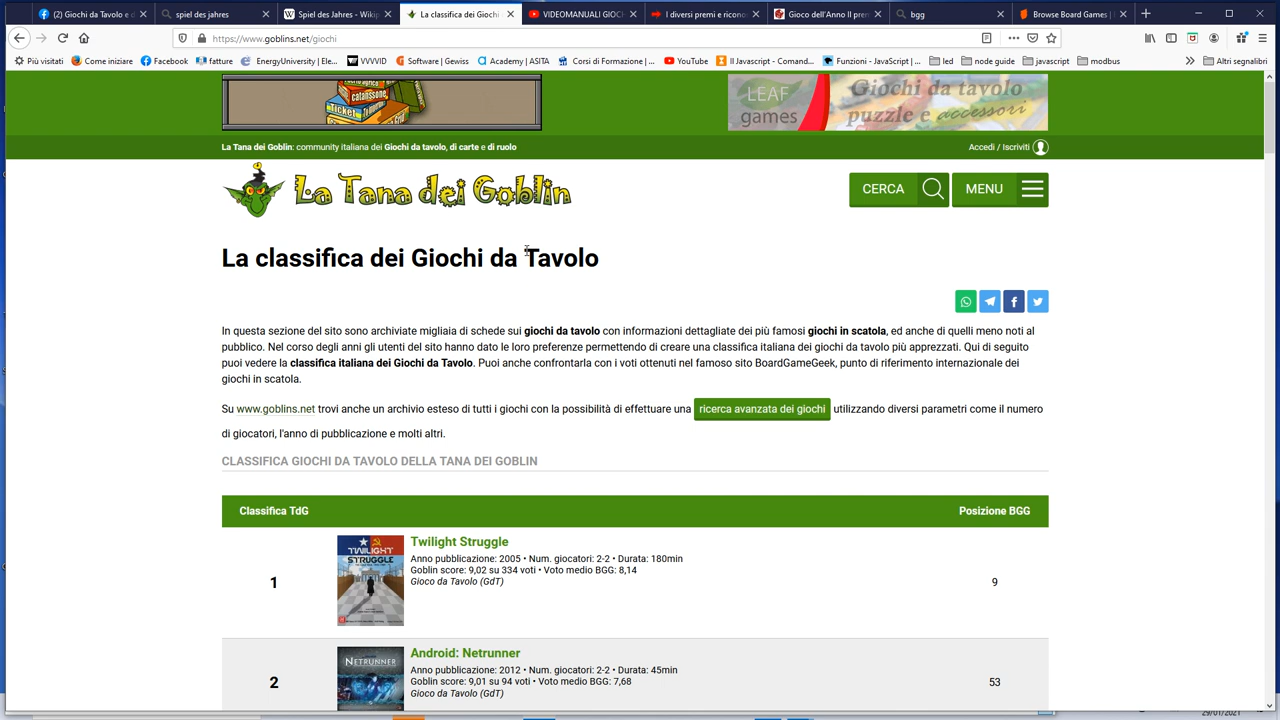 (2) Giochi da Tavolo e d
spiel des jahres
Spiel des Jahres - Wikip
La classifica dei Giochi
VIDEOMANUALI GIOC
I diversi premi e ricono
Gioco dell'Anno Il prem
bgg
Browse Board Games |
https://www.goblins.net/giochi
Più visitati
Come iniziare
Facebook
fatture
EnergyUniversity | Ele...
VVVVID
Software | Gewiss
Academy | ASITA
Corsi di Formazione | ...
YouTube
Il Javascript - Comand...
Funzioni - JavaScript | ...
led
node guide
javascript
modbus
Altri segnalibri
catanssone.
Ticket
LEAF games
Giochi da tavolo puzzle e accessori
La Tana dei Goblin: community italiana dei Giochi da tavolo, di carte e di ruolo
Accedi / Iscriviti
La Tana dei Goblin
CERCA
MENU
La classifica dei Giochi da Tavolo
In questa sezione del sito sono archiviate migliaia di schede sui giochi da tavolo con informazioni dettagliate dei più famosi giochi in scatola, ed anche di quelli meno noti al
pubblico. Nel corso degli anni gli utenti del sito hanno dato le loro preferenze permettendo di creare una classifica italiana dei giochi da tavolo più apprezzati. Qui di seguito
puoi vedere la classifica italiana dei Giochi da Tavolo. Puoi anche confrontarla con i voti ottenuti nel famoso sito BoardGameGeek, punto di riferimento internazionale dei
giochi in scatola.
Su www.goblins.net trovi anche un archivio esteso di tutti i giochi con la possibilità di effettuare una ricerca avanzata dei giochi utilizzando diversi parametri come il numero
di giocatori, l'anno di pubblicazione e molti altri.
CLASSIFICA GIOCHI DA TAVOLO DELLA TANA DEI GOBLIN
Classifica TdG
Posizione BGG
1
TWILIGHT STRUGGLE
Twilight Struggle
Anno pubblicazione: 2005 • Num. giocatori: 2-2 • Durata: 180min
Goblin score: 9,02 su 334 voti • Voto medio BGG: 8,14
Gioco da Tavolo (GdT)
9
2
NETRUNNER
Android: Netrunner
Anno pubblicazione: 2012 • Num. giocatori: 2-2 • Durata: 45min
Goblin score: 9,01 su 94 voti • Voto medio BGG: 7,68
Gioco da Tavolo (GdT)
53
29/01/2021